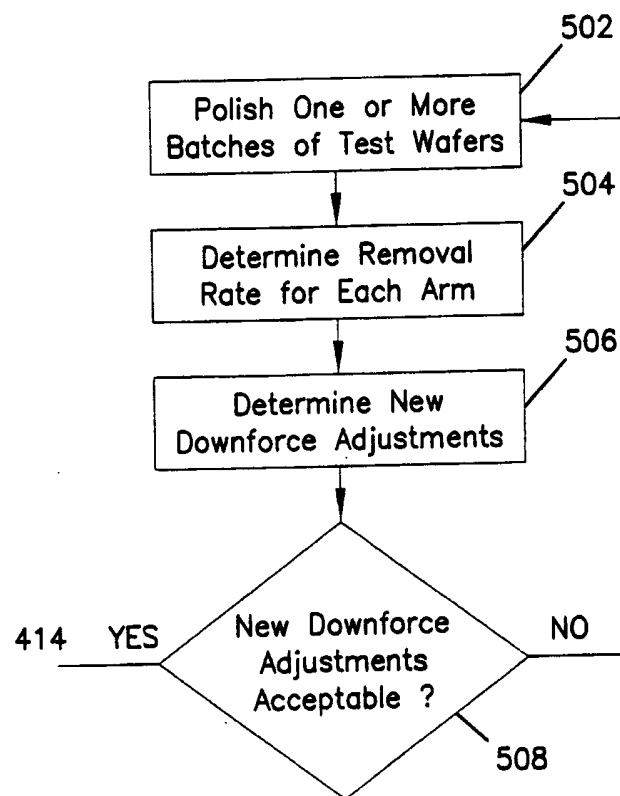 502
Polish One or More
Batches of Test Wafers
504
Determine Removal
Rate for Each Arm
506
Determine New
Downforce Adjustments
414 YES
New Downforce
Adjustments
Acceptable ?
NO
508